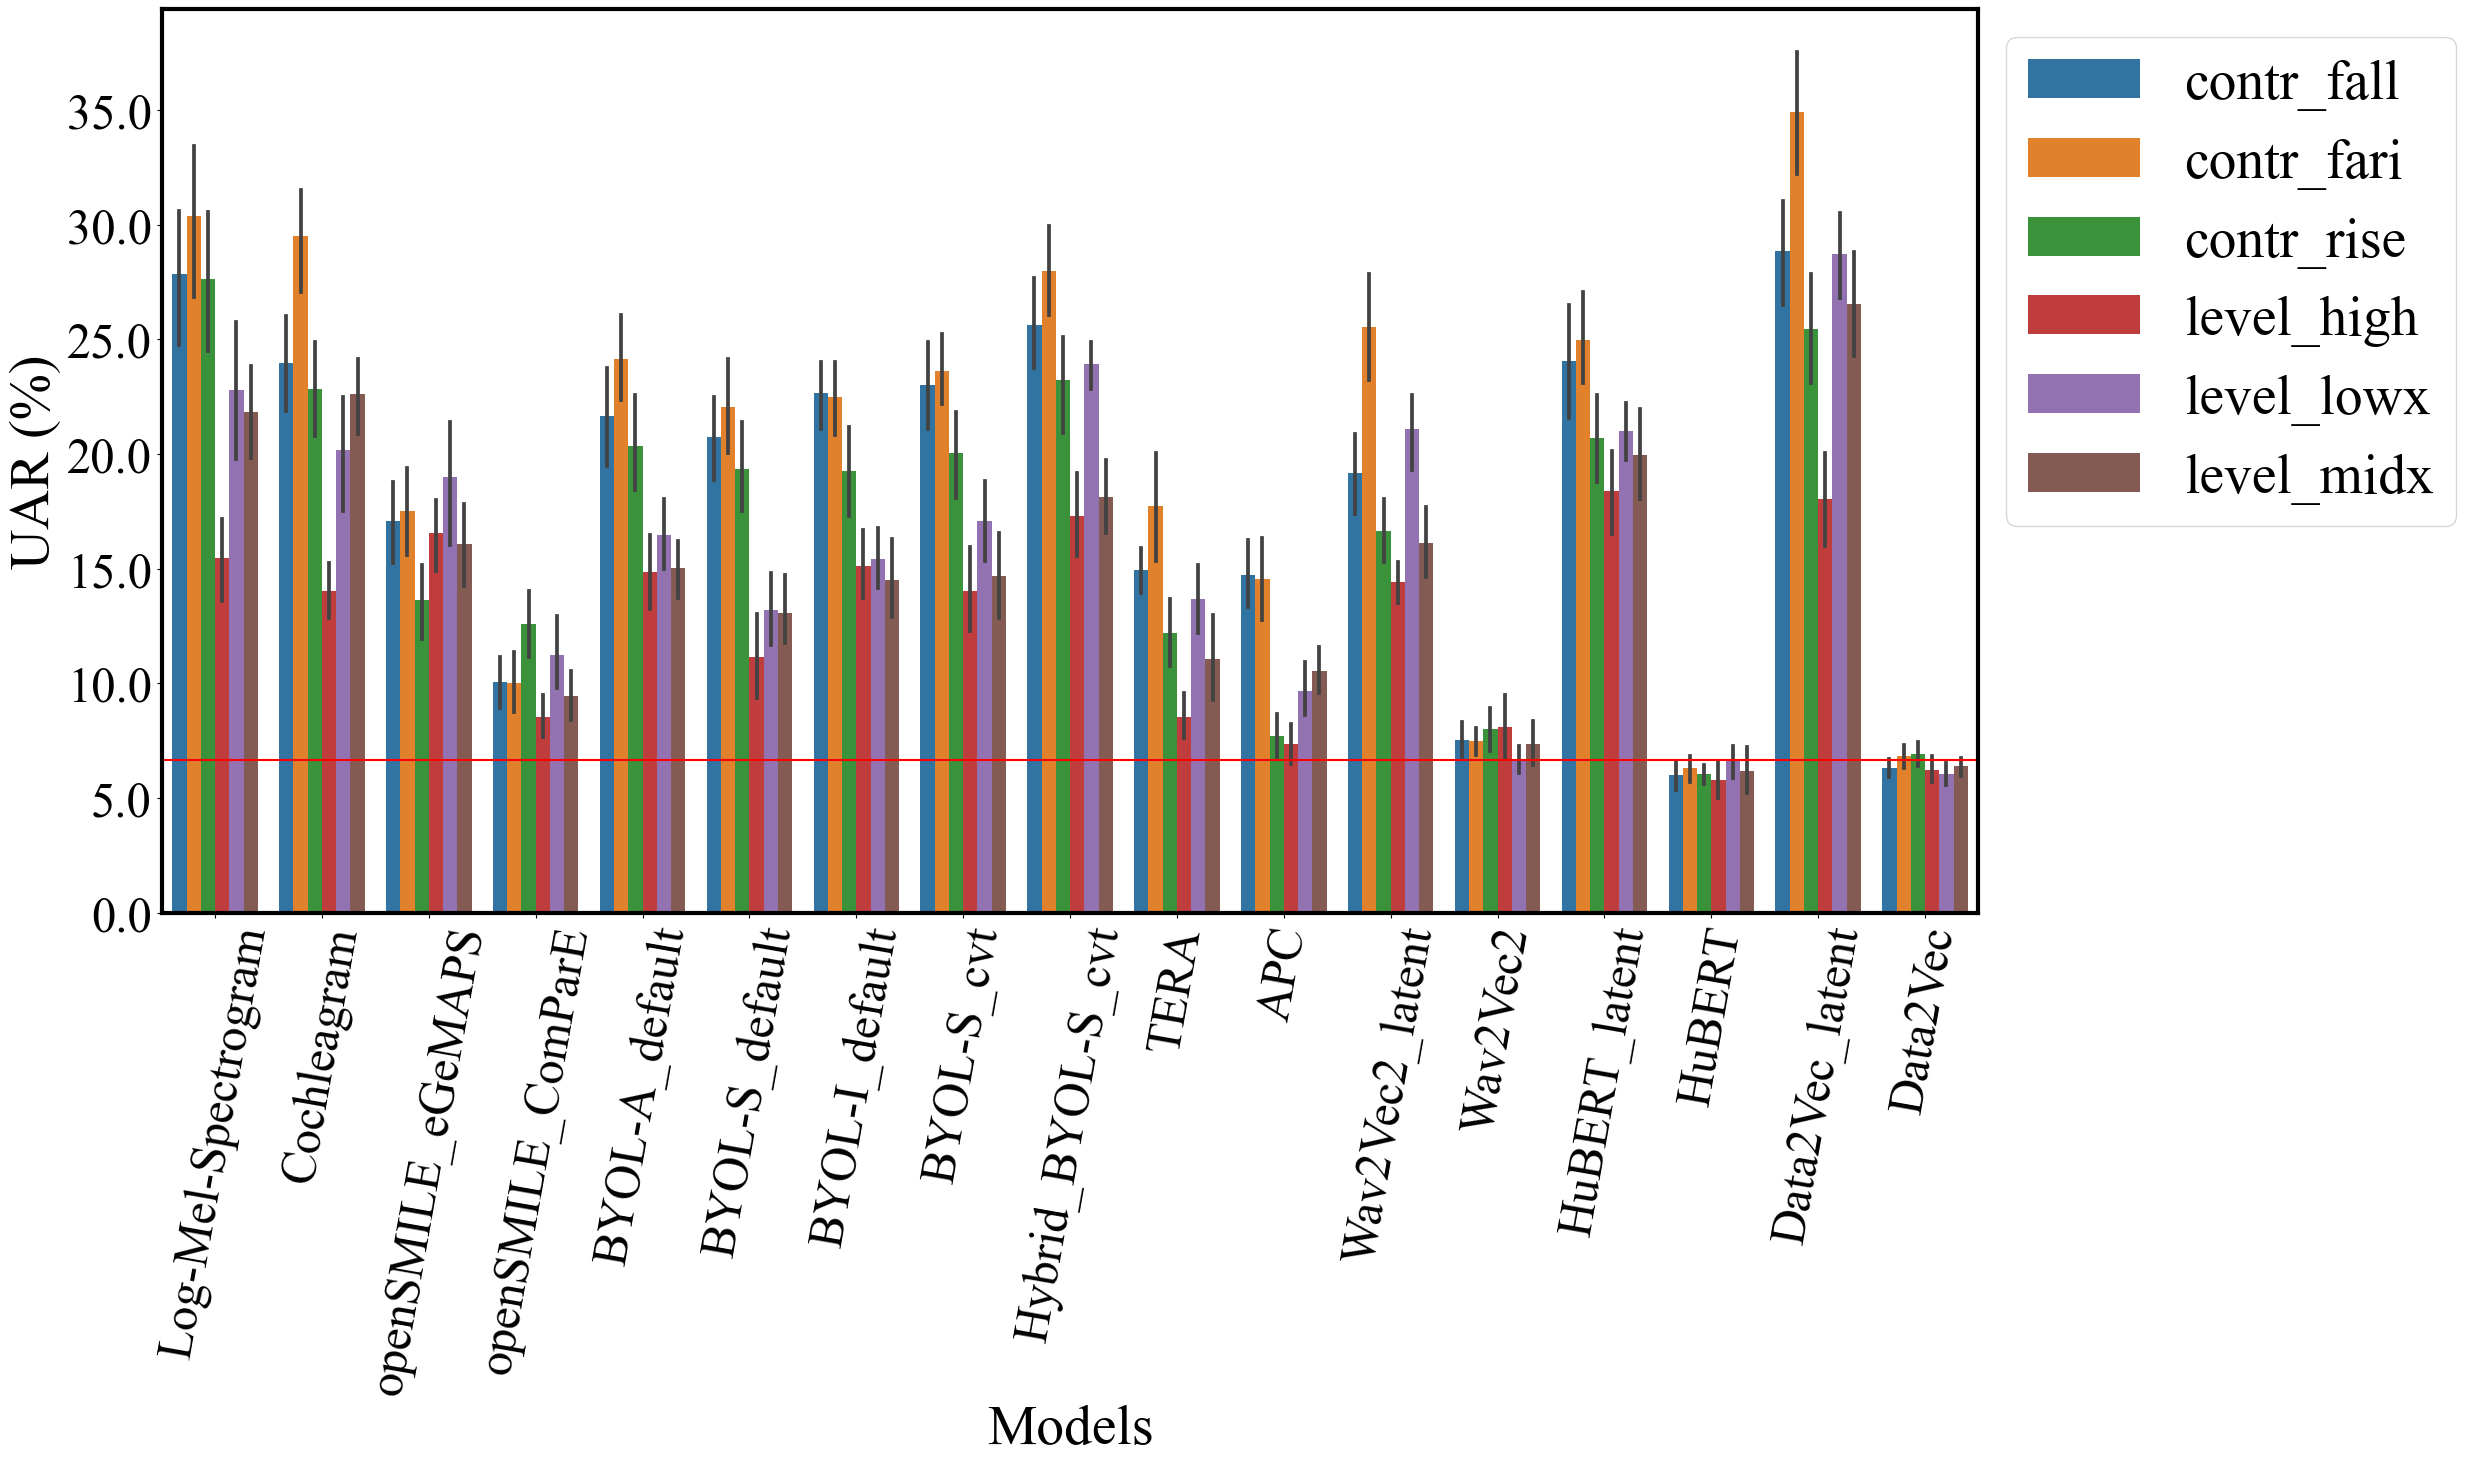 UAR (%)
35.0
30.0
25.0
20.0
15.0
10.0
5.0
0.0
Log-Mel-Spectrogram
Cochleagram
openSMILE_eGeMAPS
openSMILE_ComParE
BYOL-A_default
BYOL-S_default
BYOL-I_default
BYOL-S_cvt
Hybrid_BYOL-S_cvt
TERA
APC
Wav2Vec2_latent
Wav2Vec2
HuBERT_latent
HuBERT
Data2Vec_latent
Data2Vec
Models
contr_fall
contr_fari
contr_rise
level_high
level_lowx
level_midx